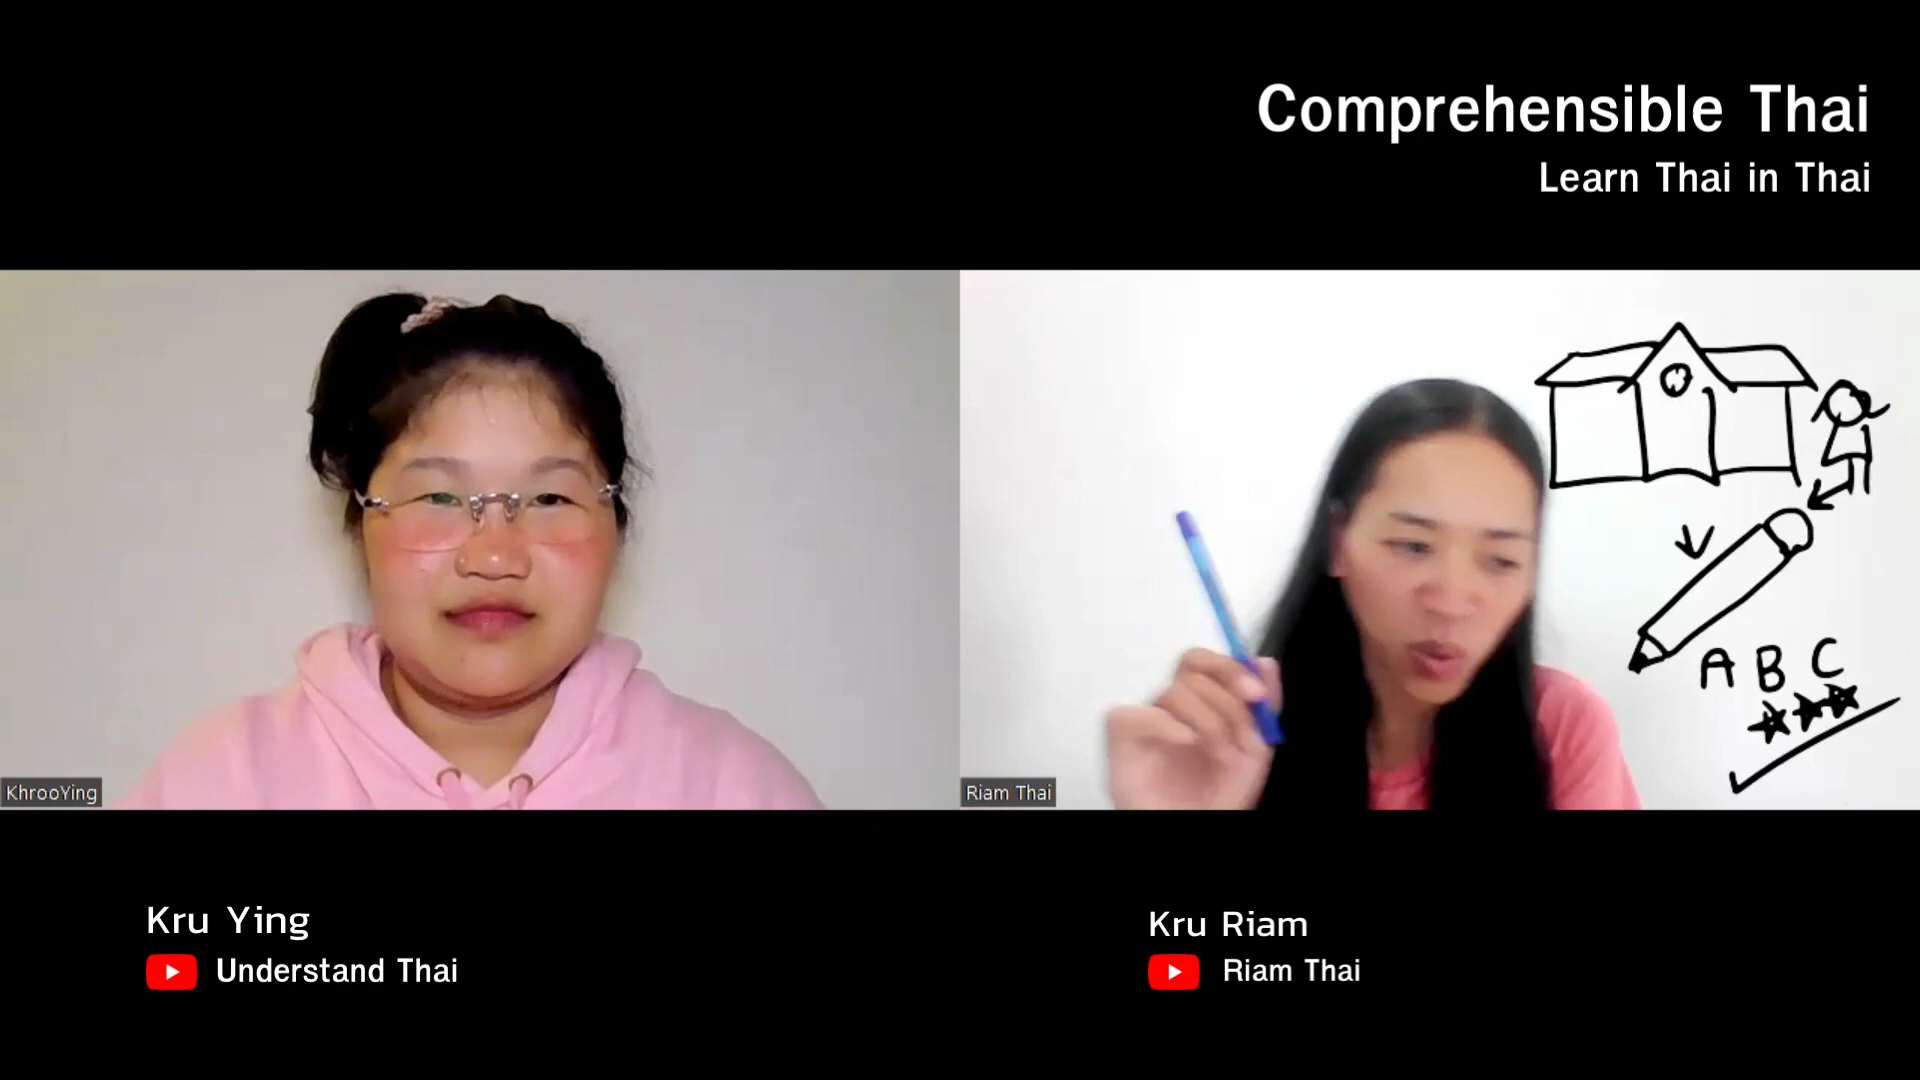 Comprehensible Thai
Learn Thai in Thai
KhrooYing
Riam Thai
A B C
Kru Ying
Understand Thai
Kru Riam
Riam Thai